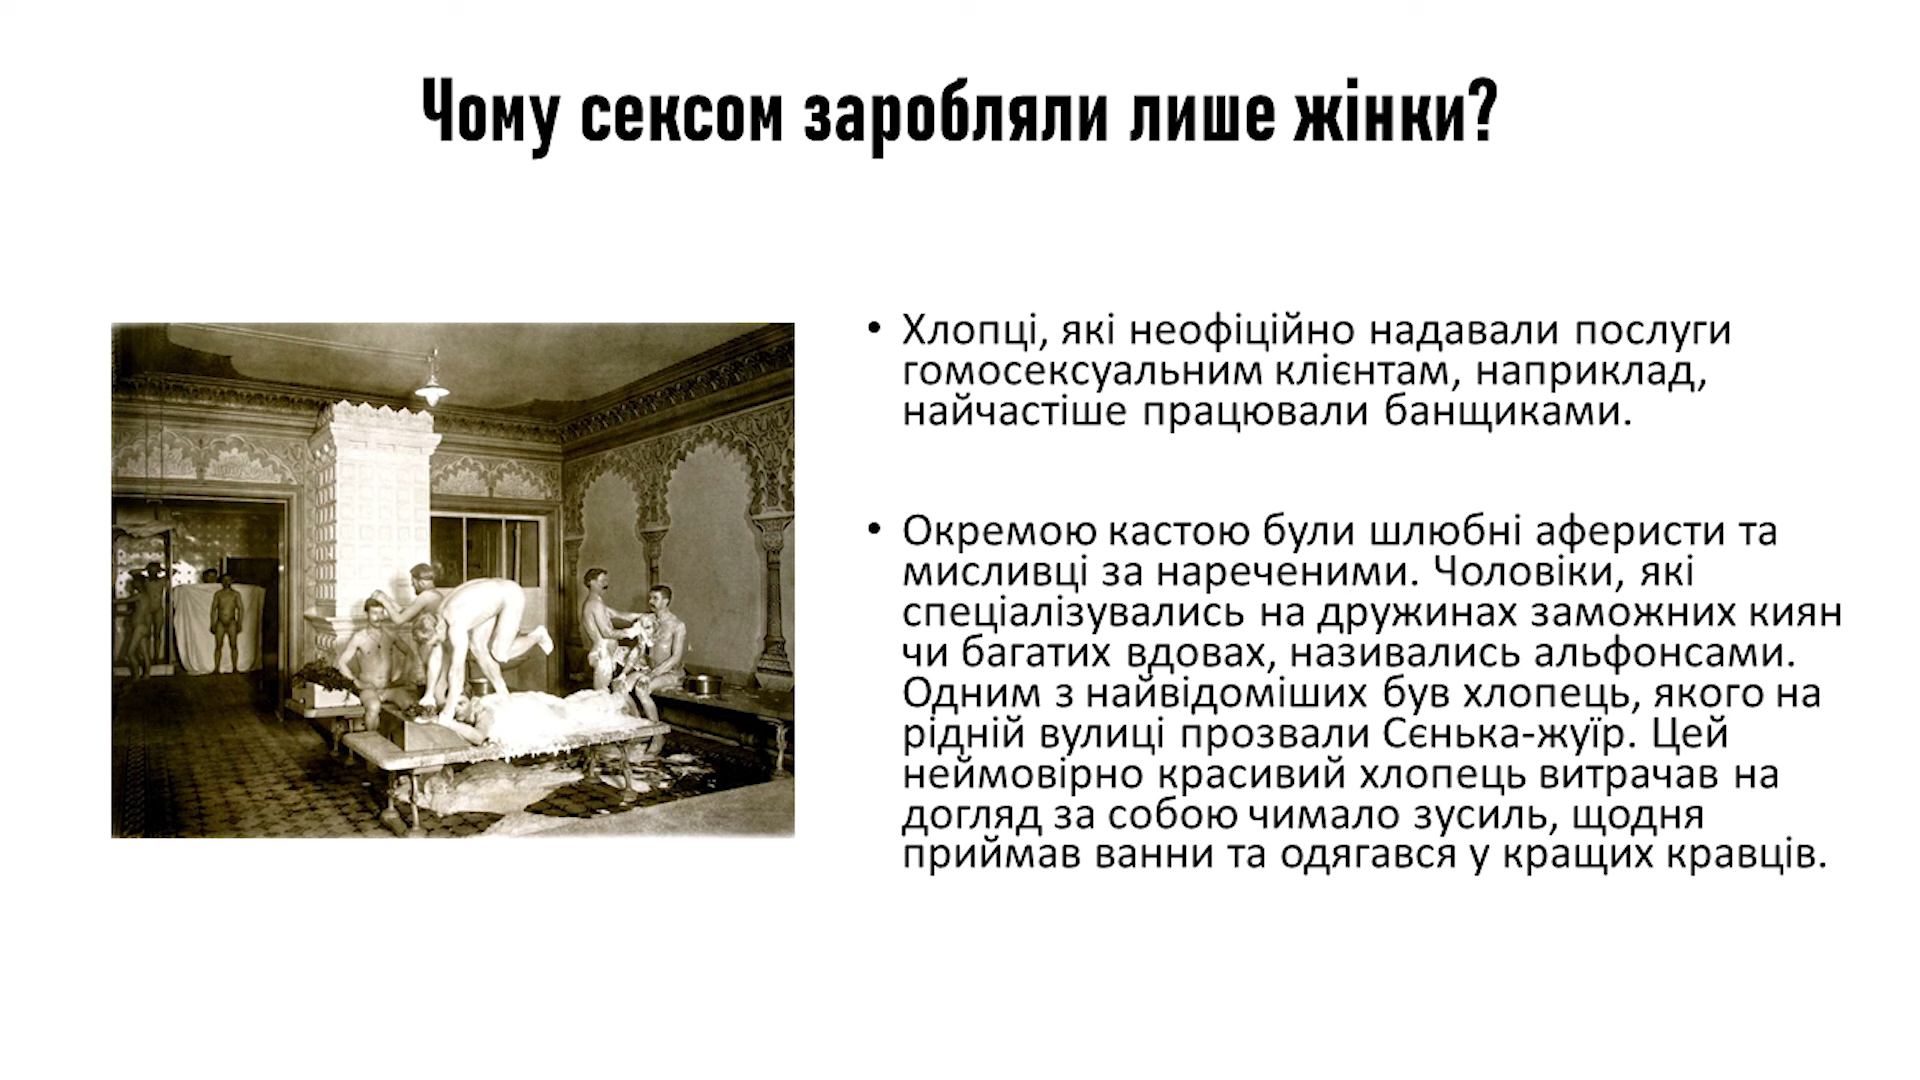 Чому сексом заробляли лише жінки?
• Хлопці, які неофіційно надавали послуги
гомосексуальним клієнтам, наприклад,
найчастіше працювали банщиками.
• Окремою кастою були шлюбні аферисти та
мисливці за нареченими. Чоловіки, які
спеціалізувались на дружинах заможних киян
чи багатих вдовах, називались альфонсами.
Одним з найвідоміших був хлопець, якого на
рідній вулиці прозвали Сєнька-жуїр. Цей
неймовірно красивий хлопець витрачав на
догляд за собою чимало зусиль, щодня
приймав ванни та одягався у кращих кравців.